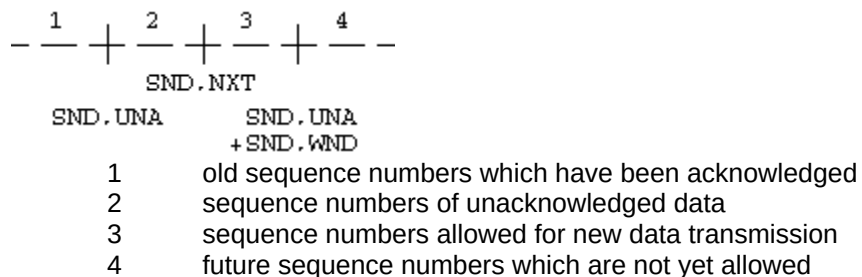 1 2 3 4
SND.NXT
SND.UNA SND.UNA
+SND.WND
1 old sequence numbers which have been acknowledged
2 sequence numbers of unacknowledged data
3 sequence numbers allowed for new data transmission
4 future sequence numbers which are not yet allowed